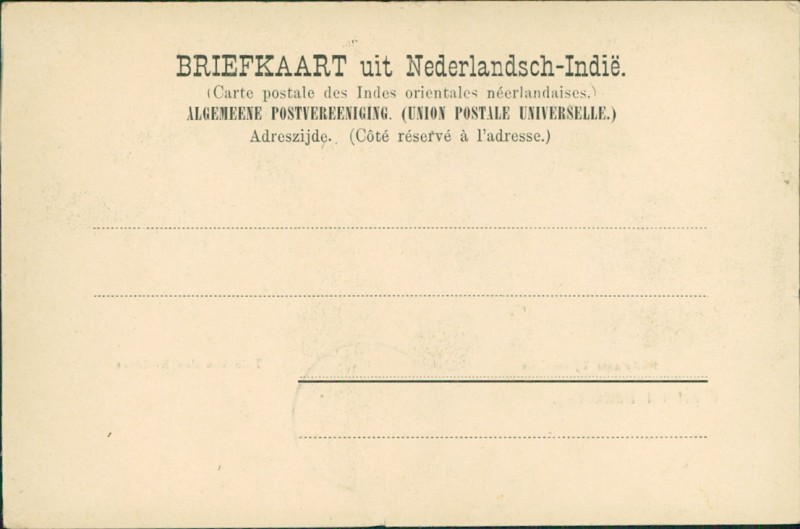 BRIEFKAART uit Nederlandsch-Indië.
(Carte postale des Indes orientales néerlandaises.)
ALGEMEENE POSTVEREENIGING. (UNION POSTALE UNIVERSELLE.)
Adreszijde. (Côté réservé à l'adresse.)